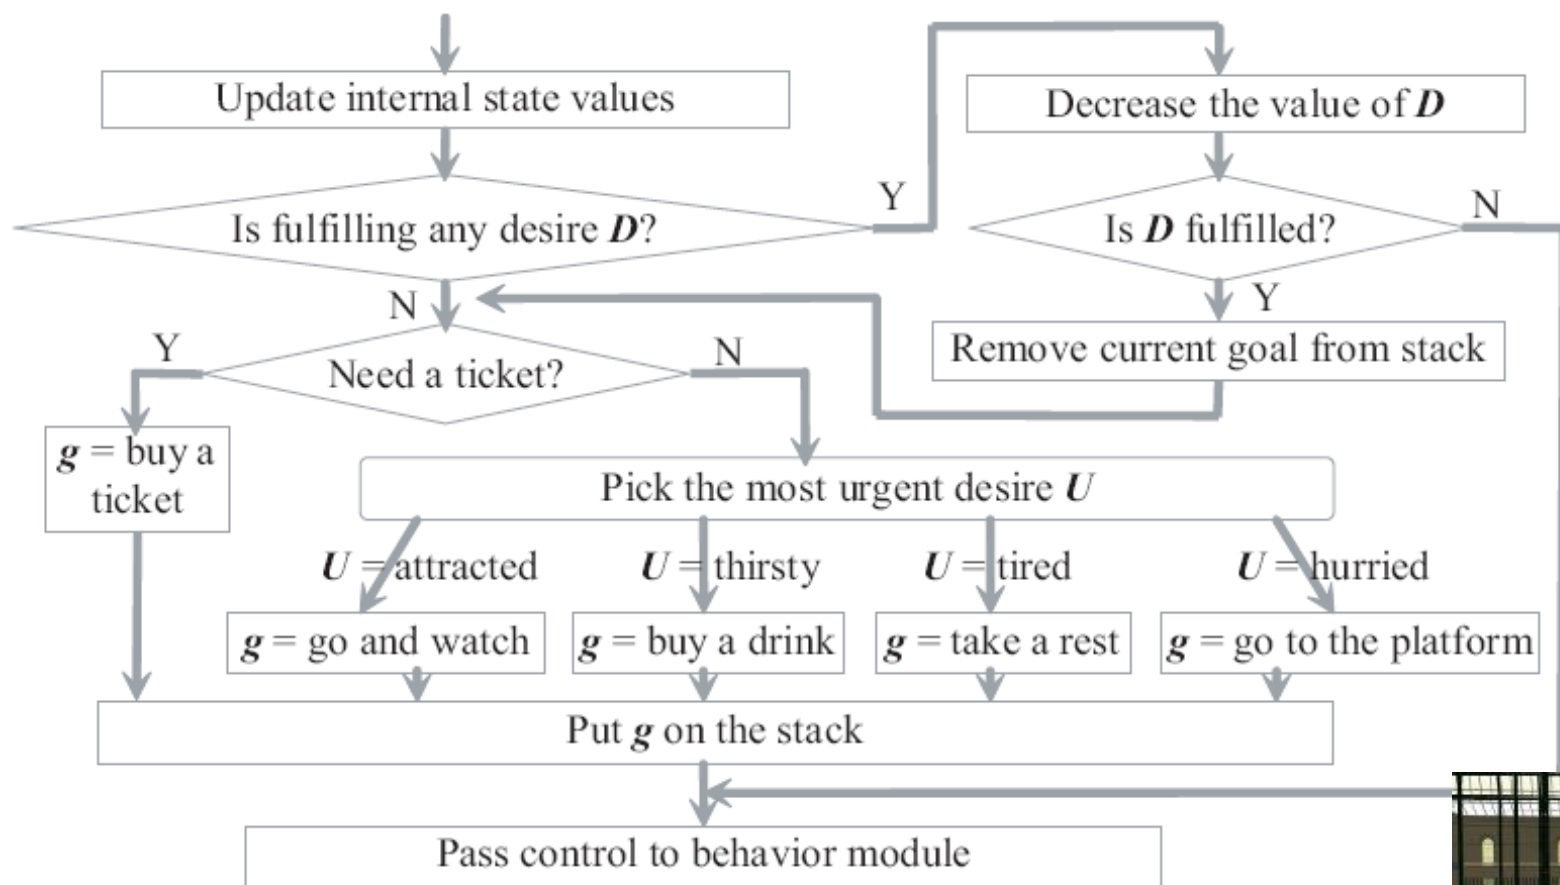 Update internal state values
Decrease the value of D
Is fulfilling any desire D?
Y
Is D fulfilled?
N
N
Y
Y
Need a ticket?
N
Remove current goal from stack
g = buy a
ticket
Pick the most urgent desire U
U = attracted
U = thirsty
U = tired
U = hurried
g = go and watch
g = buy a drink
g = take a rest
g = go to the platform
Put g on the stack
Pass control to behavior module